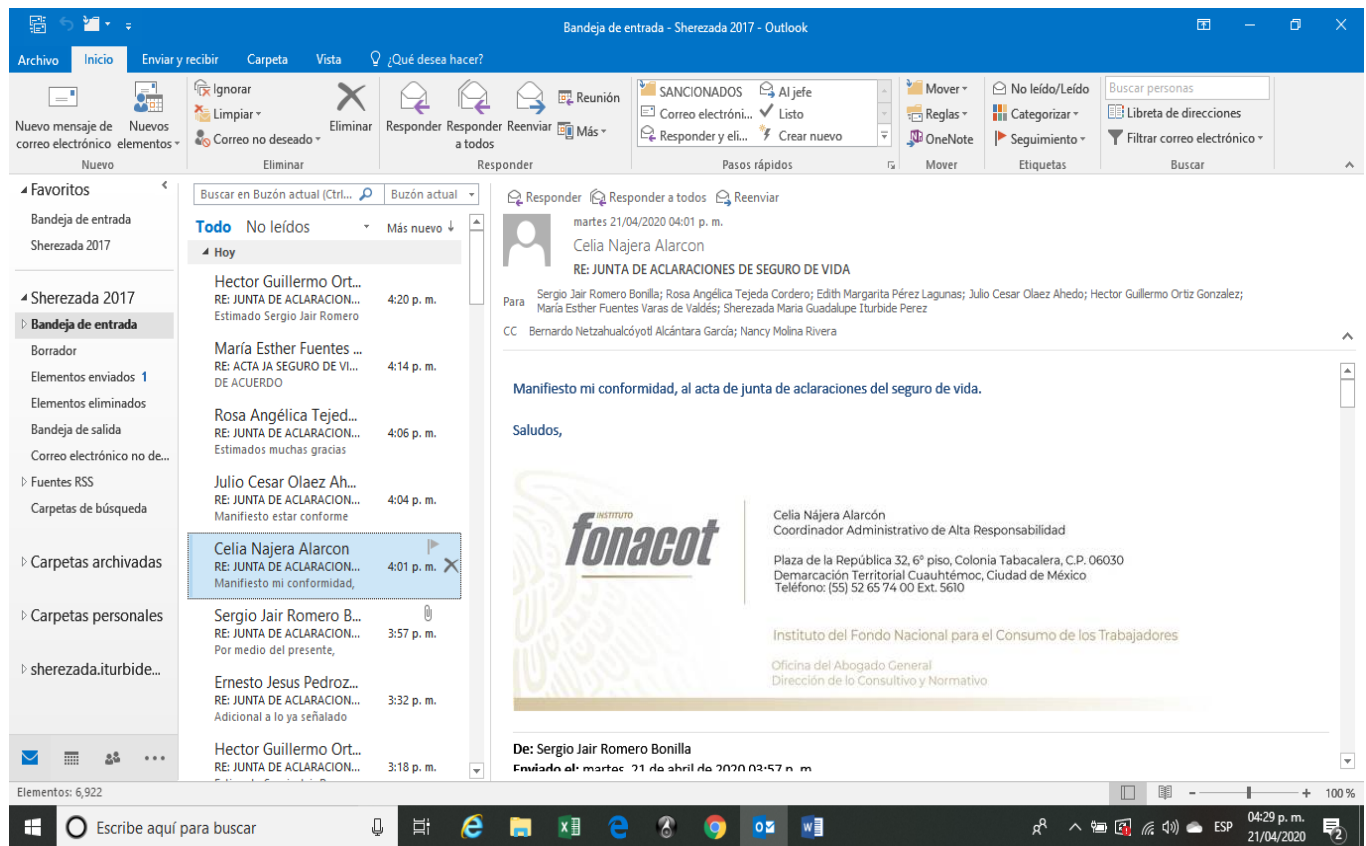 Bandeja de entrada - Sherezada 2017 - Outlook
Archivo Inicio Enviar y recibir Carpeta Vista ¿Qué desea hacer?
Nuevo mensaje de correo electrónico
Nuevos elementos
Nuevo
Ignorar
Limpiar
Correo no deseado
Eliminar
Eliminar
Responder
Responder a todos
Reenviar
Reunión
Más
Responder
SANCIONADOS
Correo electróni...
Responder y eli...
Al jefe
Listo
Crear nuevo
Pasos rápidos
Mover
Reglas
OneNote
Mover
No leído/Leído
Categorizar
Seguimiento
Etiquetas
Buscar personas
Libreta de direcciones
Filtrar correo electrónico
Buscar
Favoritos
Bandeja de entrada
Sherezada 2017
Sherezada 2017
Bandeja de entrada
Borrador
Elementos enviados 1
Elementos eliminados
Bandeja de salida
Correo electrónico no de...
Fuentes RSS
Carpetas de búsqueda
Carpetas archivadas
Carpetas personales
sherezada.iturbide...
Buscar en Buzón actual (Ctrl... Buzón actual
Todo No leídos Más nuevo
Hoy
Hector Guillermo Ort...
RE: JUNTA DE ACLARACION... 4:20 p. m.
Estimado Sergio Jair Romero
María Esther Fuentes ...
RE: ACTA JA SEGURO DE VI... 4:14 p. m.
DE ACUERDO
Rosa Angélica Tejed...
RE: JUNTA DE ACLARACION... 4:06 p. m.
Estimados muchas gracias
Julio Cesar Olaez Ah...
RE: JUNTA DE ACLARACION... 4:04 p. m.
Manifiesto estar conforme
Celia Najera Alarcon
RE: JUNTA DE ACLARACION... 4:01 p. m.
Manifiesto mi conformidad,
Sergio Jair Romero B...
RE: JUNTA DE ACLARACION... 3:57 p. m.
Por medio del presente,
Ernesto Jesus Pedroz...
RE: JUNTA DE ACLARACION... 3:32 p. m.
Adicional a lo ya señalado
Hector Guillermo Ort...
RE: JUNTA DE ACLARACION... 3:18 p. m.
Responder Responder a todos Reenviar
martes 21/04/2020 04:01 p. m.
Celia Najera Alarcon
RE: JUNTA DE ACLARACIONES DE SEGURO DE VIDA
Para Sergio Jair Romero Bonilla; Rosa Angélica Tejeda Cordero; Edith Margarita Pérez Lagunas; Julio Cesar Olaez Ahedo; Hector Guillermo Ortiz Gonzalez;
María Esther Fuentes Varas de Valdés; Sherezada Maria Guadalupe Iturbide Perez
CC Bernardo Netzahualcóyotl Alcántara García; Nancy Molina Rivera
Manifiesto mi conformidad, al acta de junta de aclaraciones del seguro de vida.
Saludos,
INSTITUTO
fonacot
Celia Nájera Alarcón
Coordinador Administrativo de Alta Responsabilidad
Plaza de la República 32, 6º piso, Colonia Tabacalera, C.P. 06030
Demarcación Territorial Cuauhtémoc, Ciudad de México
Teléfono: (55) 52 65 74 00 Ext. 5610
Instituto del Fondo Nacional para el Consumo de los Trabajadores
Oficina del Abogado General
Dirección de lo Consultivo y Normativo
De: Sergio Jair Romero Bonilla
Enviado el: martes, 21 de abril de 2020 03:57 p. m.
Elementos: 6,922
100 %
Escribe aquí para buscar
ESP
04:29 p. m.
21/04/2020
2